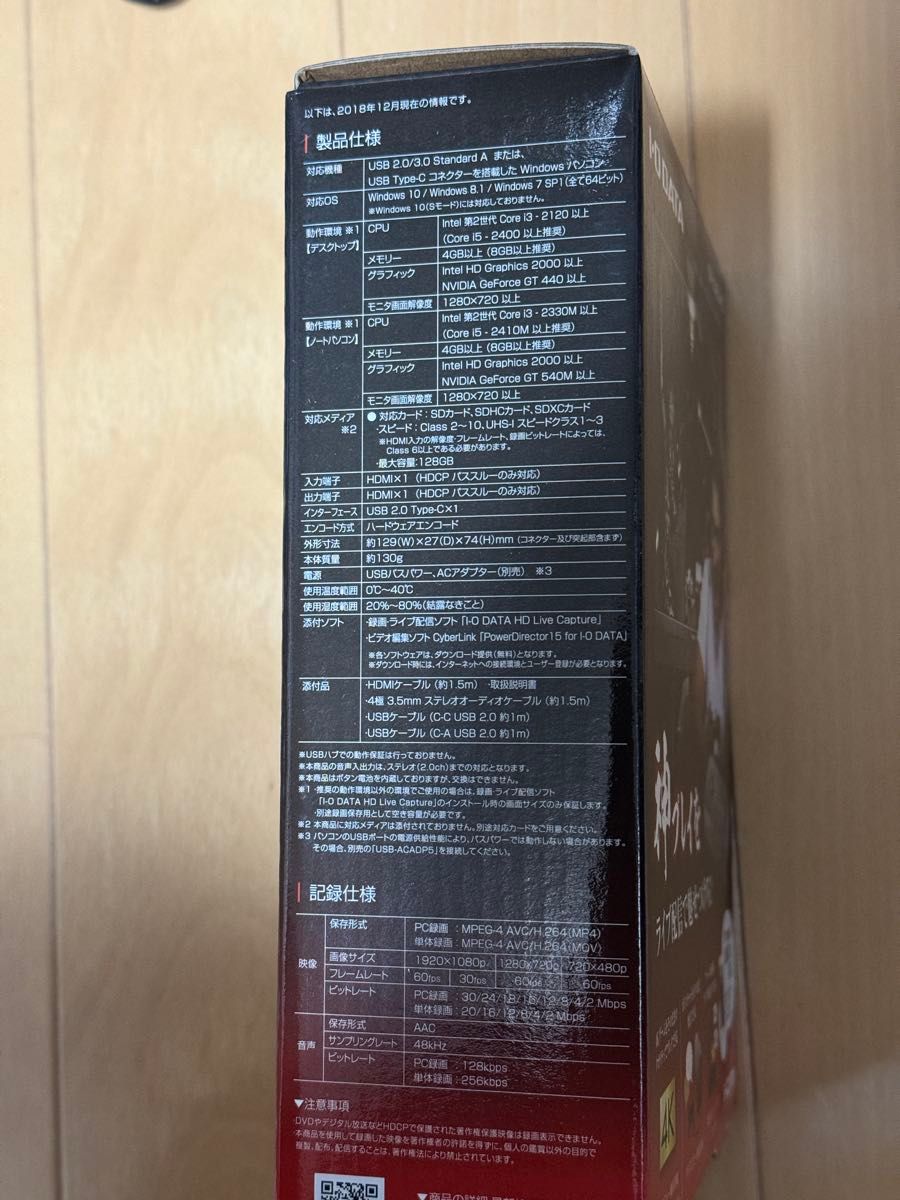 以下は、2018年12月現在の情報です。
製品仕様
対応機種 USB 2.0/3.0 Standard A または、
USB Type-C コネクターを搭載した Windows パソコン
対応OS Windows 10 / Windows 8.1 / Windows 7 SP1(全て64ビット)
※Windows 10(Sモード)には対応しておりません。
動作環境 ※1 CPU Intel 第2世代 Core i3 - 2120 以上
【デスクトップ】 (Core i5 - 2400 以上推奨)
メモリー 4GB以上 (8GB以上推奨)
グラフィック Intel HD Graphics 2000 以上
NVIDIA GeForce GT 440 以上
モニタ画面解像度 1280×720 以上
動作環境 ※1 CPU Intel 第2世代 Core i3 - 2330M 以上
【ノートパソコン】 (Core i5 - 2410M 以上推奨)
メモリー 4GB以上 (8GB以上推奨)
グラフィック Intel HD Graphics 2000 以上
NVIDIA GeForce GT 540M 以上
モニタ画面解像度 1280×720 以上
対応メディア ● 対応カード : SDカード、SDHCカード、SDXCカード
※2 ・スピード : Class 2〜10、UHS-I スピードクラス1〜3
※HDMI入力の解像度・フレームレート、録画ビットレートによっては、
Class 6以上である必要があります。
・最大容量:128GB
入力端子 HDMI×1 (HDCP パススルーのみ対応)
出力端子 HDMI×1 (HDCP パススルーのみ対応)
インターフェース USB 2.0 Type-C×1
エンコード方式 ハードウェアエンコード
外形寸法 約129(W)×27(D)×74(H)mm (コネクター及び突起部含まず)
本体質量 約130g
電源 USBバスパワー、ACアダプター(別売) ※3
使用温度範囲 0℃〜40℃
使用湿度範囲 20%〜80%(結露なきこと)
添付ソフト ・録画・ライブ配信ソフト「I-O DATA HD Live Capture」
・ビデオ編集ソフト CyberLink「PowerDirector15 for I-O DATA」
※各ソフトウェアは、ダウンロード提供(無料)となります。
※ダウンロード時には、インターネットへの接続環境とユーザー登録が必要となります。
添付品 ・HDMIケーブル (約1.5m) ・取扱説明書
・4極 3.5mm ステレオオーディオケーブル (約1.5m)
・USBケーブル (C-C USB 2.0 約1m)
・USBケーブル (C-A USB 2.0 約1m)
※USBハブでの動作保証は行っておりません。
※本商品の音声入出力は、ステレオ(2.0ch)までの対応となります。
※本商品はボタン電池を内蔵しておりますが、交換はできません。
※1 ・推奨の動作環境以外の環境でご使用の場合は、録画・ライブ配信ソフト
「I-O DATA HD Live Capture」のインストール時の画面サイズのみ保証します。
・別途録画保存用として空き容量が必要です。
※2 本商品に対応メディアは添付されておりません。別途対応カードをご用意ください。
※3 パソコンのUSBポートの電源供給性能により、バスパワーでは動作しない場合があります。
その場合、別売の「USB-ACADP5」を接続してください。
記録仕様
映像 保存形式 PC録画 : MPEG-4 AVC/H.264(MP4)
単体録画 : MPEG-4 AVC/H.264(MOV)
画像サイズ 1920×1080p 1280×720p 720×480p
フレームレート 60fps 30fps 60fps 60fps
ビットレート PC録画 : 30/24/18/16/12/8/4/2 Mbps
単体録画 : 20/16/12/8/4/2 Mbps
音声 保存形式 AAC
サンプリングレート 48kHz
ビットレート PC録画 : 128kpps
単体録画 : 256kbps
▼注意事項
DVDやデジタル放送などHDCPで保護された著作権保護映像は録画表示できません。
本商品を使用して録画した映像を著作権者の許諾を得ずに、個人の鑑賞以外の目的で
複製、配布、配信することは、著作権法により禁止されています。
I-O DATA
神プレイを
4K